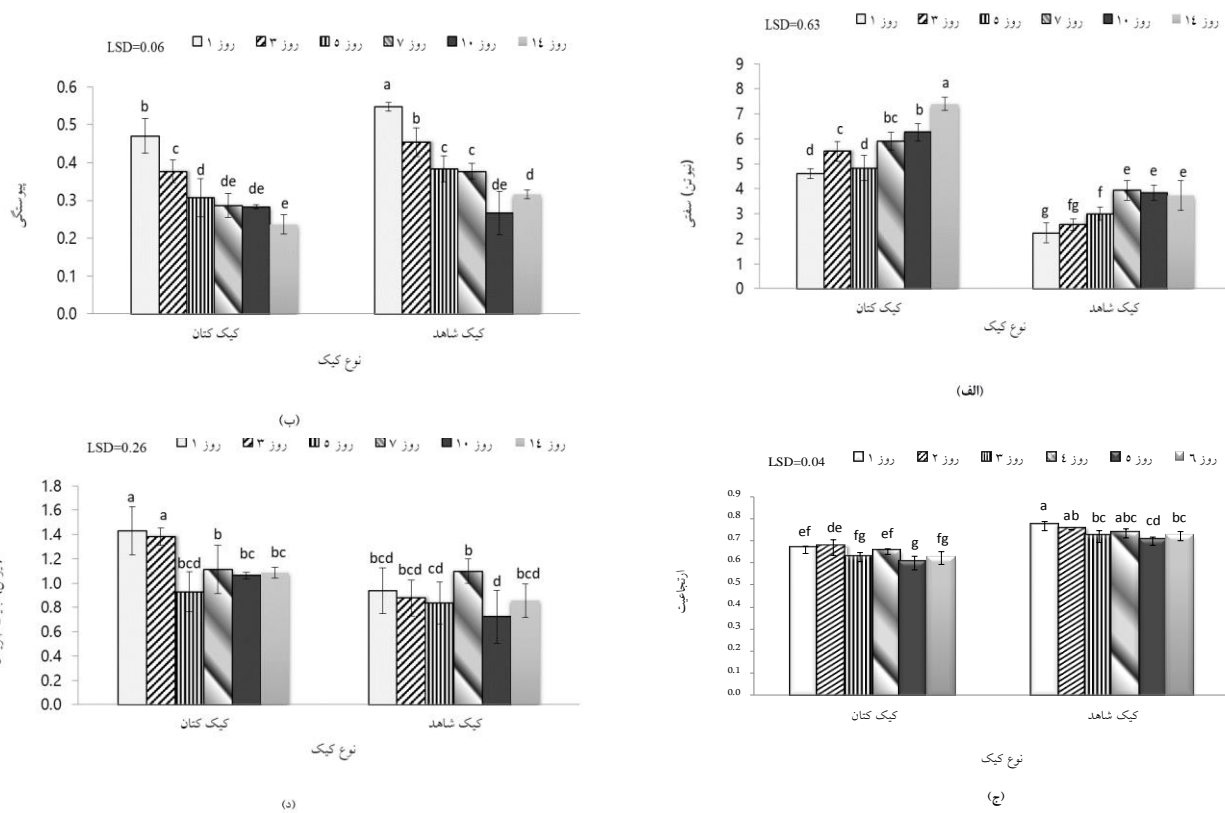 LSD=0.63 روز ۱ روز ۳ روز ۵ روز ۷ روز ۱۰ روز ۱٤
سفتی (نیوتن)
9
8
7
6
5
4
3
2
1
0
d c d bc b a g fg f e e e
کیک کتان کیک شاهد
نوع کیک
(الف)
LSD=0.06 روز ۱ روز ۳ روز ۵ روز ۷ روز ۱۰ روز ۱٤
پیوستگی
0.6
0.5
0.4
0.3
0.2
0.1
0.0
b c d de de e a b c c de d
کیک کتان کیک شاهد
نوع کیک
(ب)
LSD=0.04 روز ۱ روز ۲ روز ۳ روز ٤ روز ٥ روز ٦
ارتجاعیت
0.9
0.8
0.7
0.6
0.5
0.4
0.3
0.2
0.1
0.0
ef de fg ef g fg a ab bc abc cd bc
کیک کتان کیک شاهد
نوع کیک
(ج)
LSD=0.26 روز ۱ روز ۳ روز ۵ روز ۷ روز ۱۰ روز ۱٤
1.8
1.6
1.4
1.2
1.0
0.8
0.6
0.4
0.2
0.0
a a bcd b bc bc bcd bcd cd b d bcd
کیک کتان کیک شاهد
نوع کیک
(د)